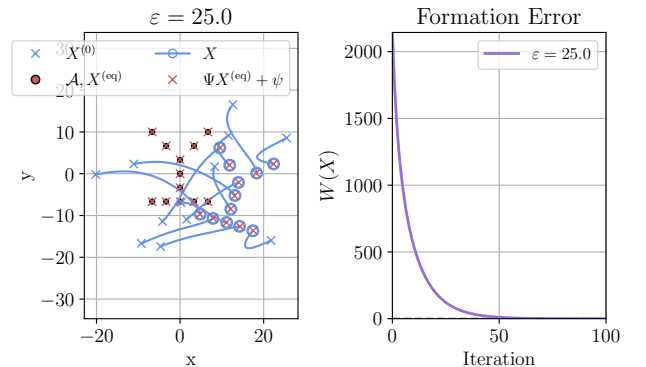 ε = 25.0
Formation Error
X^(0)
X
𝒜, X^(eq)
ΨX^(eq) + ψ
30
20
10
0
−10
−20
−30
y
−20
0
20
x
W(X)
2000
1500
1000
500
0
ε = 25.0
0
50
100
Iteration